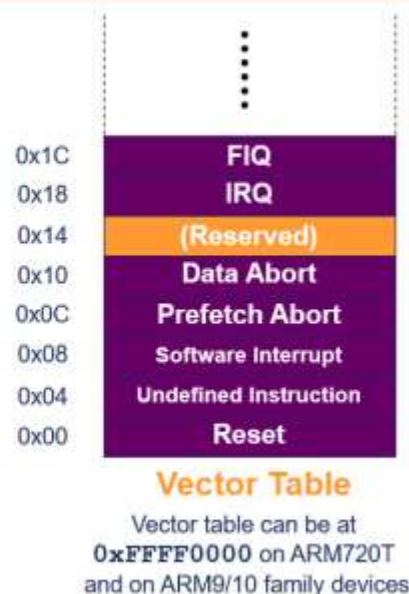 0x1C FIQ
0x18 IRQ
0x14 (Reserved)
0x10 Data Abort
0x0C Prefetch Abort
0x08 Software Interrupt
0x04 Undefined Instruction
0x00 Reset
Vector Table
Vector table can be at
0xFFFF0000 on ARM720T
and on ARM9/10 family devices